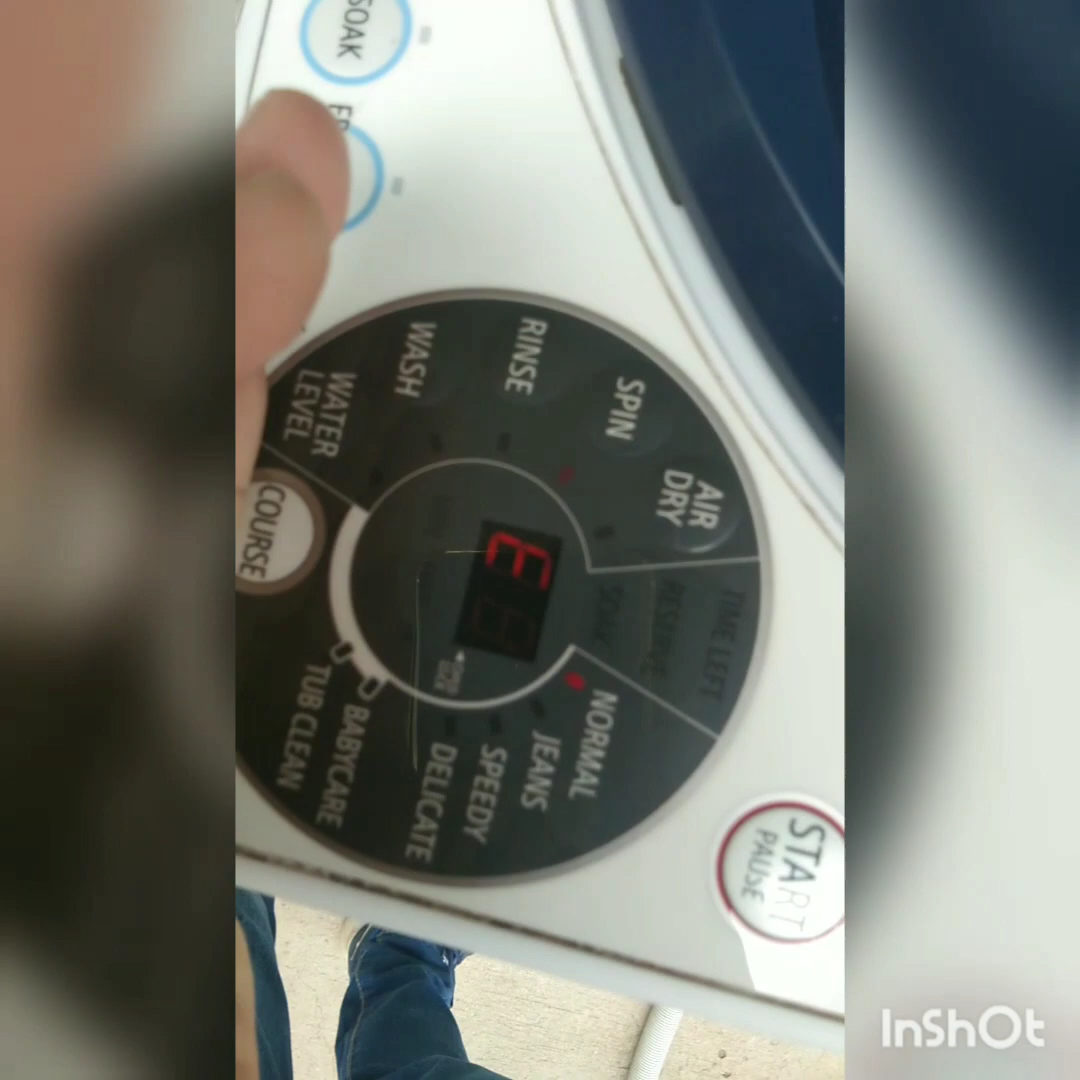 SOAK
WATER
LEVEL
WASH
RINSE
SPIN
AIR
DRY
COURSE
E
SOAK
RESERVE
TIME LEFT
NORMAL
JEANS
SPEEDY
DELICATE
BABYCARE
TUB CLEAN
START
PAUSE
InShOt